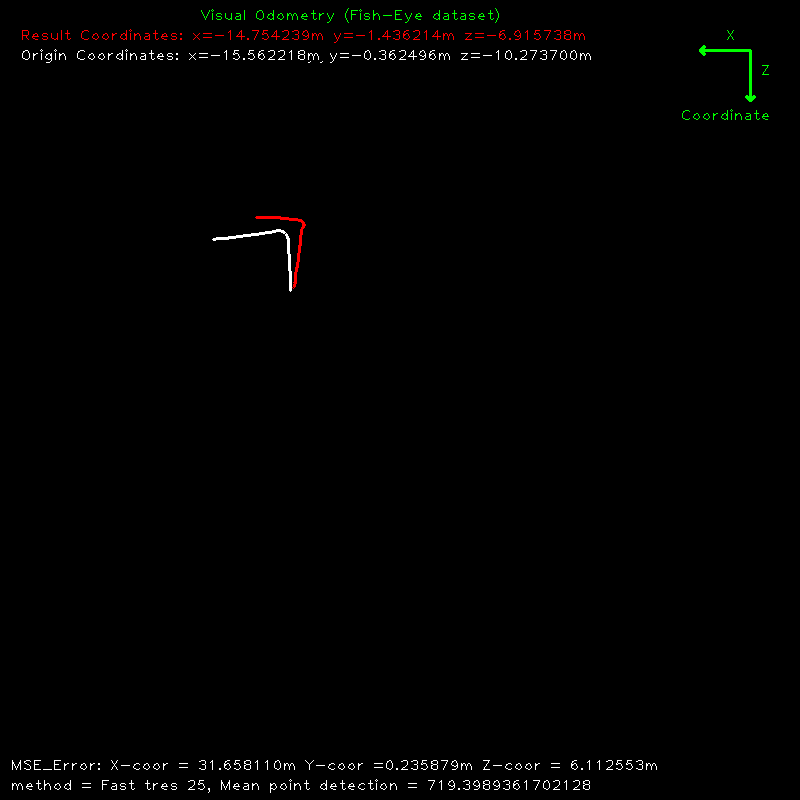 Visual Odometry (Fish-Eye dataset)
Result Coordinates: x=-14.754239m y=-1.436214m z=-6.915738m
Origin Coordinates: x=-15.562218m, y=-0.362496m z=-10.273700m
X
Z
Coordinate
MSE_Error: X-coor = 31.658110m Y-coor =0.235879m Z-coor = 6.112553m
method = Fast tres 25, Mean point detection = 719.3989361702128